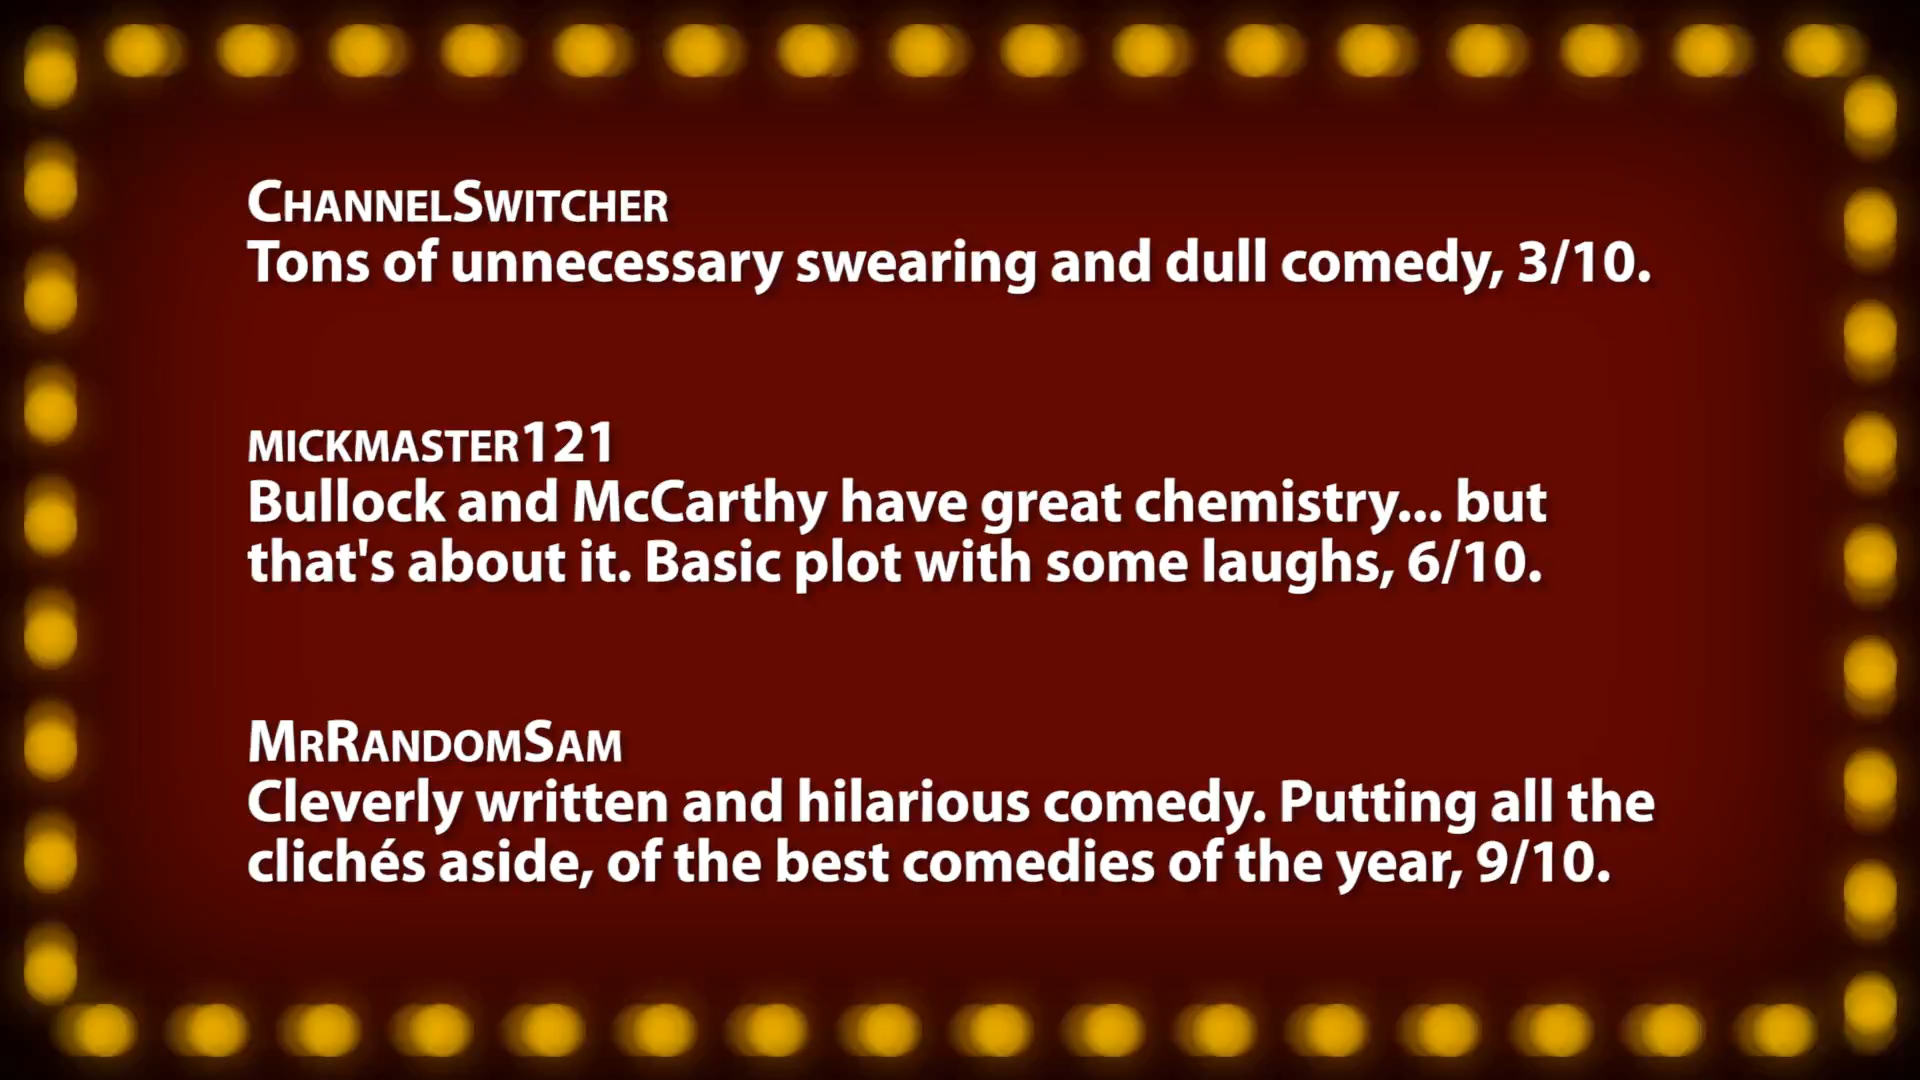 ChannelSwitcher
Tons of unnecessary swearing and dull comedy, 3/10.
mickmaster121
Bullock and McCarthy have great chemistry... but
that's about it. Basic plot with some laughs, 6/10.
MrRandomSam
Cleverly written and hilarious comedy. Putting all the
clichés aside, of the best comedies of the year, 9/10.